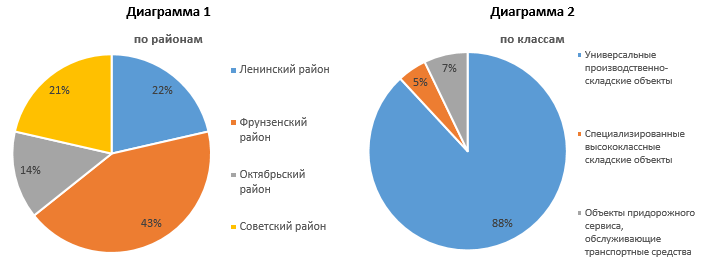 Диаграмма 1
по районам
22%
43%
14%
21%
Ленинский район
Фрунзенский
район
Октябрьский
район
Советский район
Диаграмма 2
по классам
7%
5%
88%
Универсальные
производственно-
складские объекты
Специализированные
высококлассные
складские объекты
Объекты придорожного
сервиса,
обслуживающие
транспортные средства